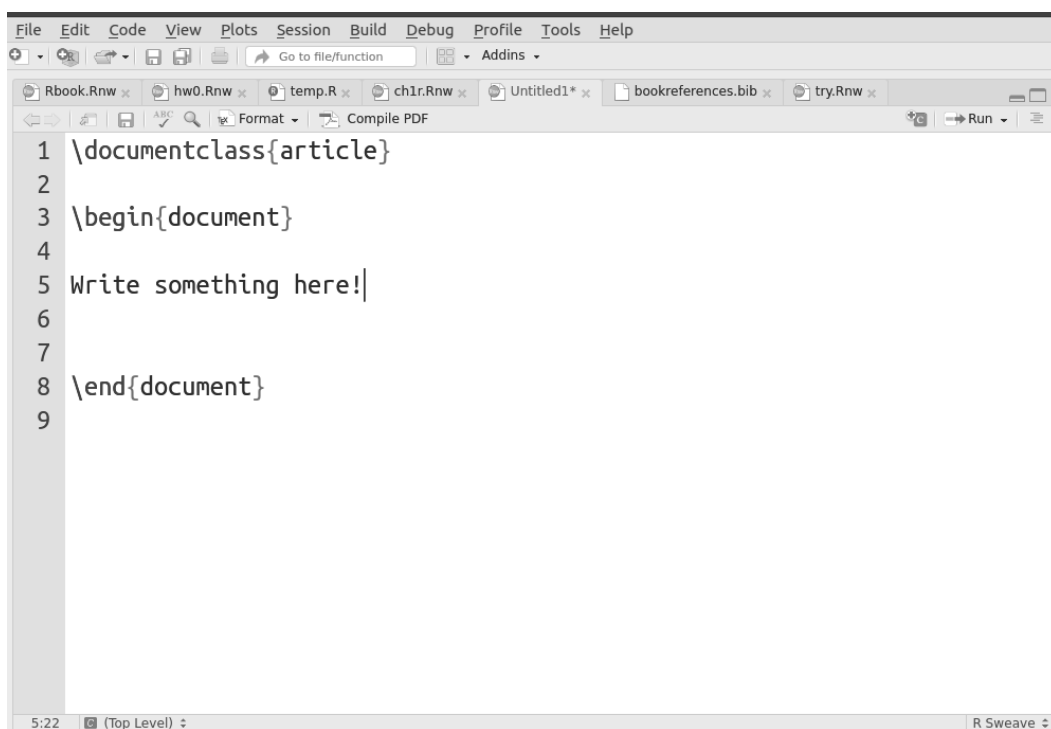 File Edit Code View Plots Session Build Debug Profile Tools Help
Go to file/function Addins
Rbook.Rnw hw0.Rnw temp.R ch1r.Rnw Untitled1* bookreferences.bib try.Rnw
ABC Format Compile PDF Run
1 \documentclass{article}
2
3 \begin{document}
4
5 Write something here!
6
7
8 \end{document}
9
5:22 C (Top Level) R Sweave